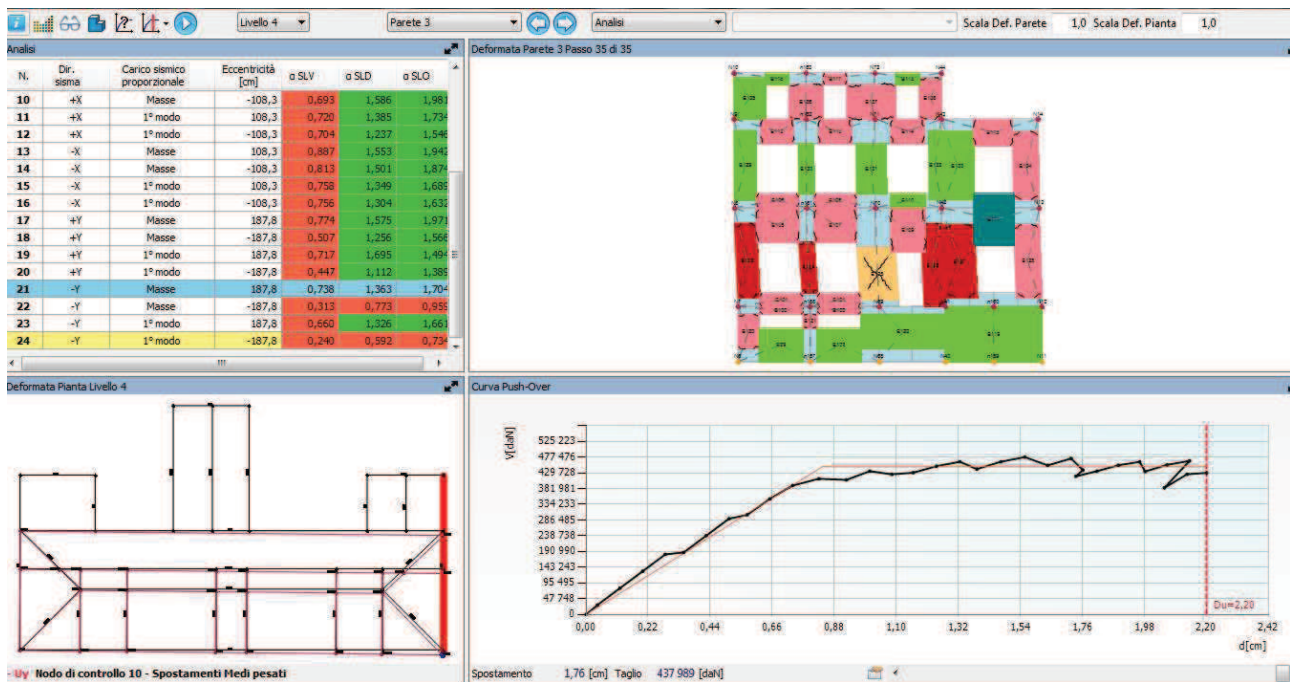 Livello 4 Parete 3 Analisi Scala Def. Parete 1,0 Scala Def. Pianta 1,0
Analisi
N. Dir. sisma Carico sismico proporzionale Eccentricità [cm] α SLV α SLD α SLO
10 +X Masse -108,3 0,693 1,586 1,981
11 +X 1° modo 108,3 0,720 1,385 1,734
12 +X 1° modo -108,3 0,704 1,237 1,546
13 -X Masse 108,3 0,887 1,553 1,942
14 -X Masse -108,3 0,813 1,501 1,874
15 -X 1° modo 108,3 0,758 1,349 1,689
16 -X 1° modo -108,3 0,756 1,304 1,632
17 +Y Masse 187,8 0,774 1,575 1,971
18 +Y Masse -187,8 0,507 1,256 1,566
19 +Y 1° modo 187,8 0,717 1,695 1,494
20 +Y 1° modo -187,8 0,447 1,112 1,389
21 -Y Masse 187,8 0,738 1,363 1,704
22 -Y Masse -187,8 0,313 0,773 0,959
23 -Y 1° modo 187,8 0,660 1,326 1,661
24 -Y 1° modo -187,8 0,240 0,592 0,734
Deformata Parete 3 Passo 35 di 35
Deformata Pianta Livello 4
- Uy Nodo di controllo 10 - Spostamenti Medi pesati
Curva Push-Over
V[daN]
525 223
477 476
429 728
381 981
334 233
286 485
238 738
190 990
143 243
95 495
47 748
0
0,00 0,22 0,44 0,66 0,88 1,10 1,32 1,54 1,76 1,98 2,20 2,42
Du=2,20
d[cm]
Spostamento 1,76 [cm] Taglio 437 989 [daN]